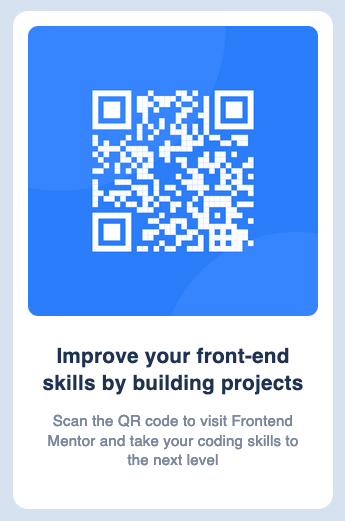 Improve your front-end
skills by building projects
Scan the QR code to visit Frontend
Mentor and take your coding skills to
the next level